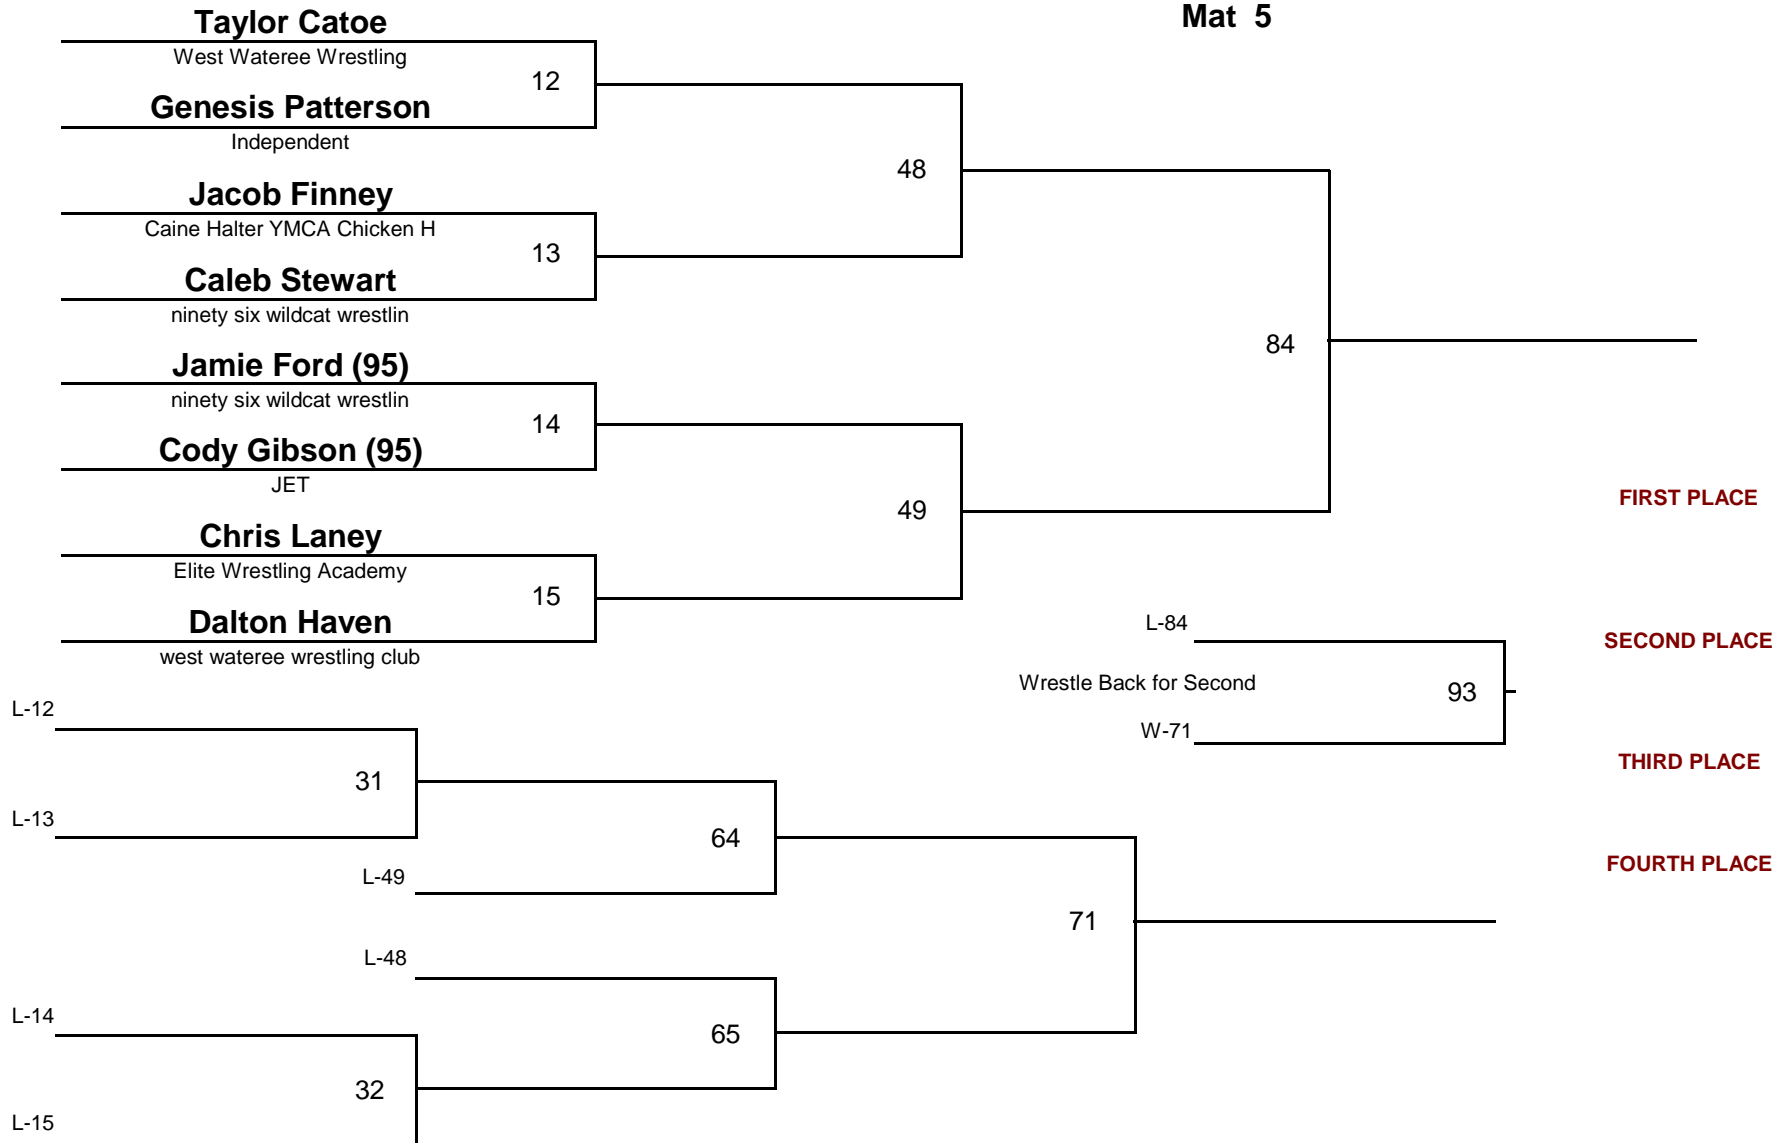 Mat 5
Taylor Catoe
West Wateree Wrestling
12
Genesis Patterson
Independent
48
Jacob Finney
Caine Halter YMCA Chicken H
13
Caleb Stewart
ninety six wildcat wrestlin
84
Jamie Ford (95)
ninety six wildcat wrestlin
14
Cody Gibson (95)
JET
49
FIRST PLACE
Chris Laney
Elite Wrestling Academy
15
Dalton Haven
west wateree wrestling club
L-84
SECOND PLACE
Wrestle Back for Second
93
W-71
THIRD PLACE
L-12
31
L-13
64
L-49
FOURTH PLACE
71
L-48
L-14
65
32
L-15